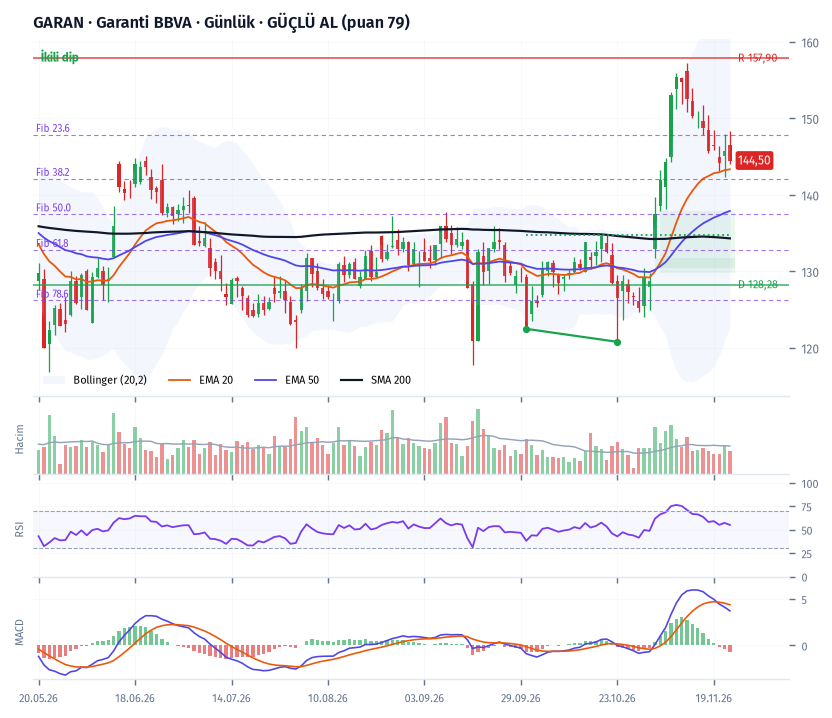 GARAN · Garanti BBVA · Günlük · GÜÇLÜ AL (puan 79)
160
İkili dip
R 157,90
150
Fib 23.6
144,50
Fib 38.2
140
Fib 50.0
Fib 61.8
130
D 128,28
Fib 78.6
120
Bollinger (20,2) EMA 20 EMA 50 SMA 200
Hacim
100
75
RSI
50
25
0
5
MACD
0
20.05.26 18.06.26 14.07.26 10.08.26 03.09.26 29.09.26 23.10.26 19.11.26